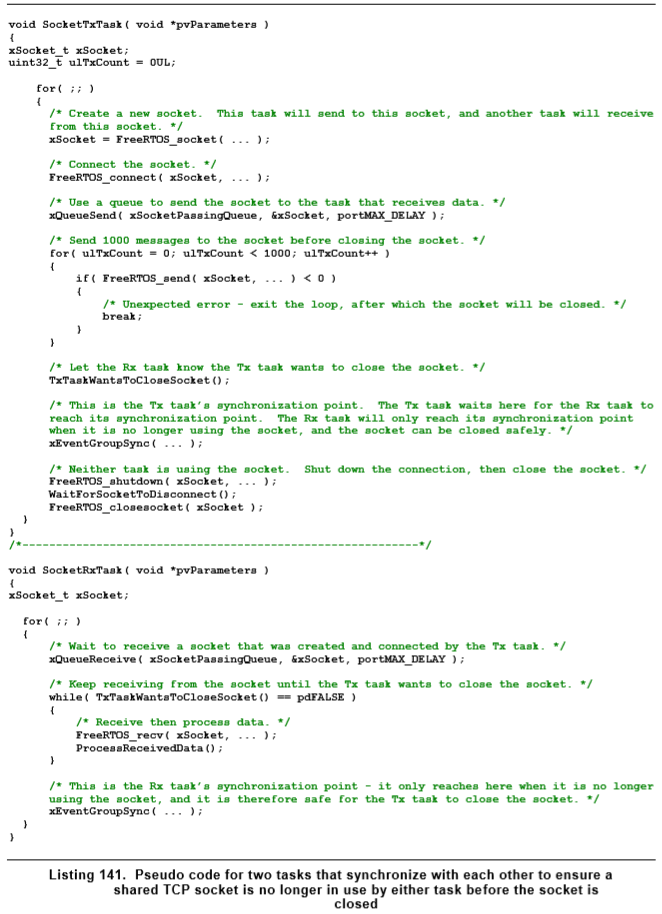 void SocketTxTask( void *pvParameters )
{
xSocket_t xSocket;
uint32_t ulTxCount = 0UL;
for( ;; )
{
/* Create a new socket.  This task will send to this socket, and another task will receive
from this socket. */
xSocket = FreeRTOS_socket( ... );
/* Connect the socket. */
FreeRTOS_connect( xSocket, ... );
/* Use a queue to send the socket to the task that receives data. */
xQueueSend( xSocketPassingQueue, &xSocket, portMAX_DELAY );
/* Send 1000 messages to the socket before closing the socket. */
for( ulTxCount = 0; ulTxCount < 1000; ulTxCount++ )
{
if( FreeRTOS_send( xSocket, ... ) < 0 )
{
/* Unexpected error - exit the loop, after which the socket will be closed. */
break;
}
}
/* Let the Rx task know the Tx task wants to close the socket. */
TxTaskWantsToCloseSocket();
/* This is the Tx task's synchronization point.  The Tx task waits here for the Rx task to
reach its synchronization point.  The Rx task will only reach its synchronization point
when it is no longer using the socket, and the socket can be closed safely. */
xEventGroupSync( ... );
/* Neither task is using the socket.  Shut down the connection, then close the socket. */
FreeRTOS_shutdown( xSocket, ... );
WaitForSocketToDisconnect();
FreeRTOS_closesocket( xSocket );
}
}
/*-----------------------------------------------------------*/
void SocketRxTask( void *pvParameters )
{
xSocket_t xSocket;
for( ;; )
{
/* Wait to receive a socket that was created and connected by the Tx task. */
xQueueReceive( xSocketPassingQueue, &xSocket, portMAX_DELAY );
/* Keep receiving from the socket until the Tx task wants to close the socket. */
while( TxTaskWantsToCloseSocket() == pdFALSE )
{
/* Receive then process data. */
FreeRTOS_recv( xSocket, ... );
ProcessReceivedData();
}
/* This is the Rx task's synchronization point - it only reaches here when it is no longer
using the socket, and it is therefore safe for the Tx task to close the socket. */
xEventGroupSync( ... );
}
}
Listing 141.  Pseudo code for two tasks that synchronize with each other to ensure a
shared TCP socket is no longer in use by either task before the socket is
closed